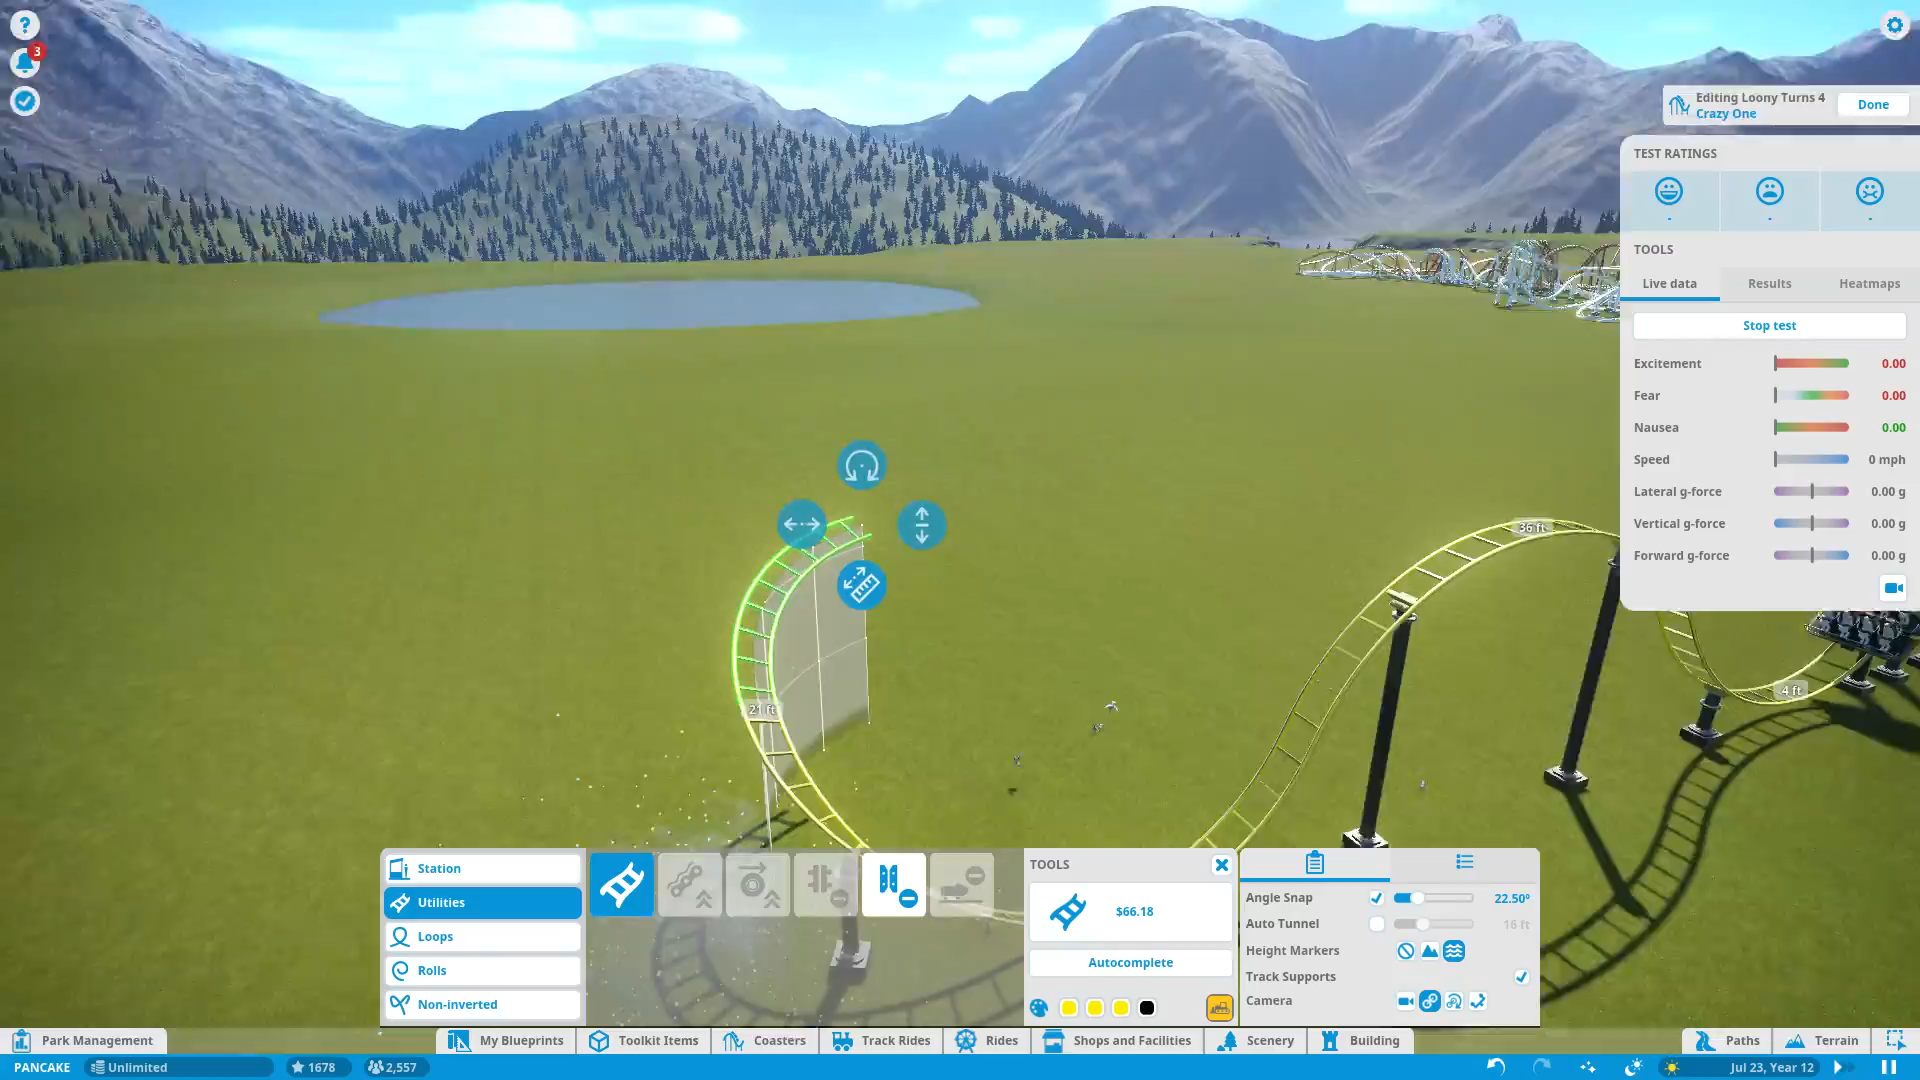 ?
3
Editing Loony Turns 4
Crazy One
Done
TEST RATINGS
-
-
-
TOOLS
Live data
Results
Heatmaps
Stop test
Excitement
0.00
Fear
0.00
Nausea
0.00
Speed
0 mph
Lateral g-force
0.00 g
Vertical g-force
0.00 g
Forward g-force
0.00 g
36 ft
4 ft
21 ft
Station
Utilities
Loops
Rolls
Non-inverted
TOOLS
$66.18
Autocomplete
Angle Snap
22.50°
Auto Tunnel
16 ft
Height Markers
Track Supports
Camera
Park Management
My Blueprints
Toolkit Items
Coasters
Track Rides
Rides
Shops and Facilities
Scenery
Building
Paths
Terrain
PANCAKE
Unlimited
1678
2,557
Jul 23, Year 12